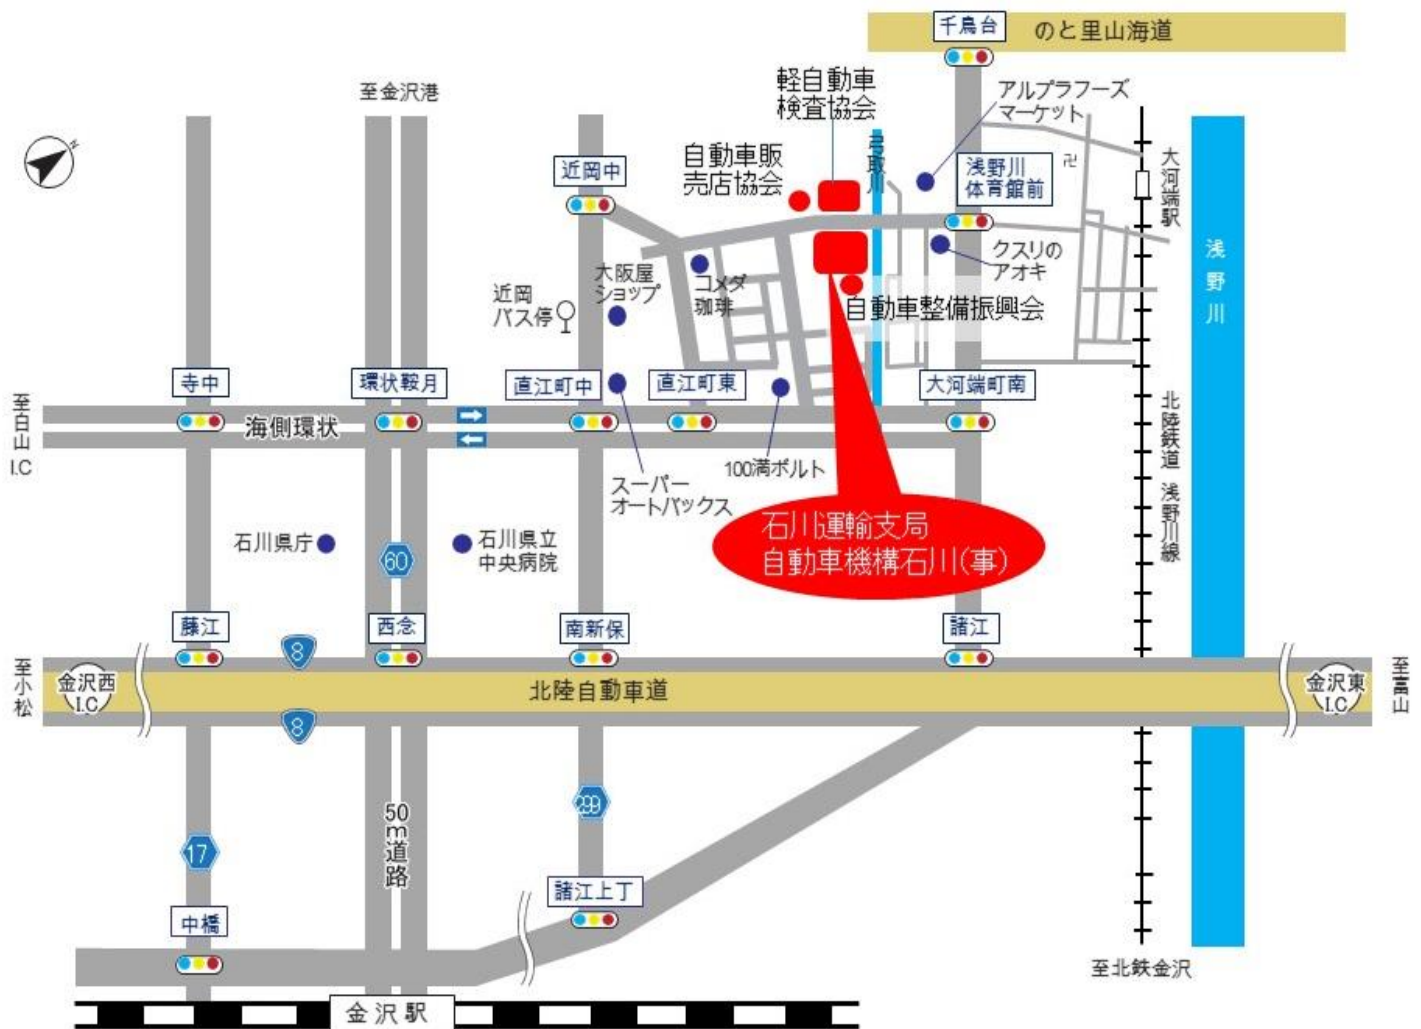 千鳥台
のと里山海道
至金沢港
N
軽自動車
検査協会
アルプラフーズ
マーケット
自動車販
売店協会
弓取川
近岡中
浅野川
体育館前
卍
大河端駅
クスリの
アオキ
浅野川
近岡
バス停
大阪屋
ショップ
コメダ
珈琲
自動車整備振興会
寺中
環状鞍月
直江町中
直江町東
大河端町南
至白山
I.C
海側環状
北陸鉄道 浅野川線
100満ボルト
スーパー
オートバックス
石川運輸支局
自動車機構石川(事)
石川県庁
60
石川県立
中央病院
藤江
8
西念
南新保
諸江
至小松
金沢西
I.C
北陸自動車道
金沢東
I.C
至富山
8
299
50m道路
17
諸江上丁
中橋
至北鉄金沢
金沢駅